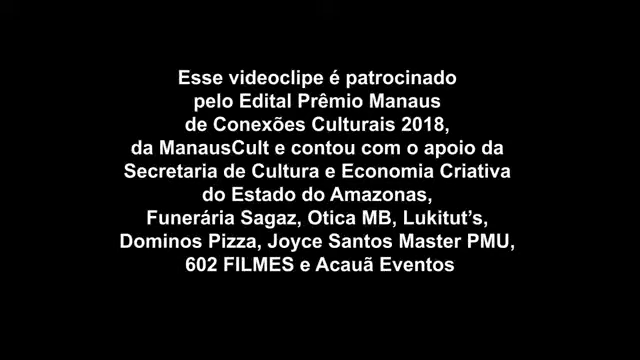 Esse videoclipe é patrocinado
pelo Edital Prêmio Manaus
de Conexões Culturais 2018,
da ManausCult e contou com o apoio da
Secretaria de Cultura e Economia Criativa
do Estado do Amazonas,
Funerária Sagaz, Otica MB, Lukitut’s,
Dominos Pizza, Joyce Santos Master PMU,
602 FILMES e Acauã Eventos